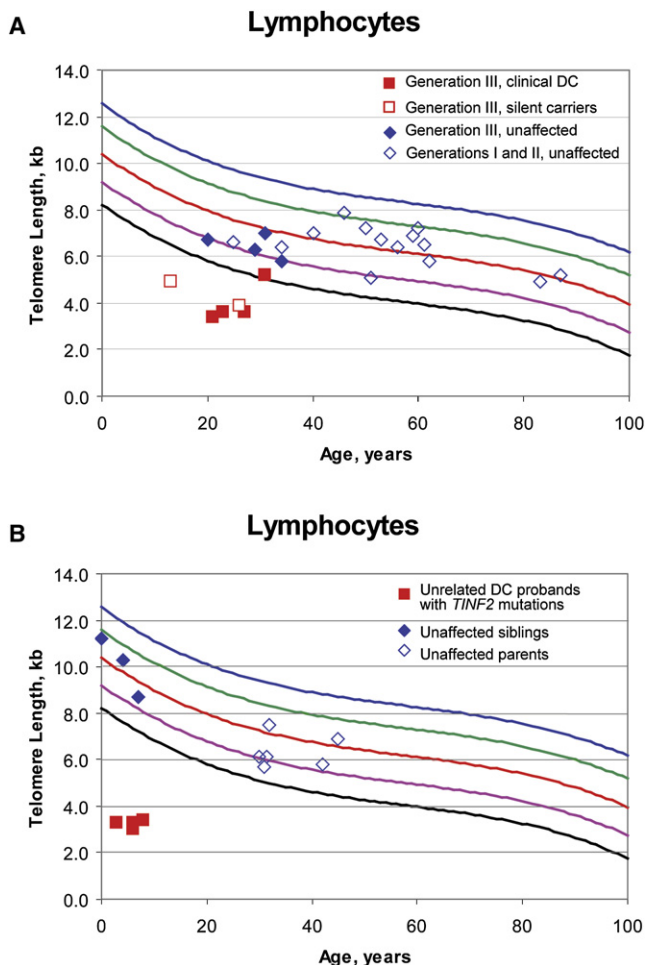 A
Lymphocytes
14.0
12.0
10.0
8.0
6.0
4.0
2.0
0.0
Telomere Length, kb
Generation III, clinical DC
Generation III, silent carriers
Generation III, unaffected
Generations I and II, unaffected
0 20 40 60 80 100
Age, years
B
Lymphocytes
14.0
12.0
10.0
8.0
6.0
4.0
2.0
0.0
Telomere Length, kb
Unrelated DC probands
with TINF2 mutations
Unaffected siblings
Unaffected parents
0 20 40 60 80 100
Age, years